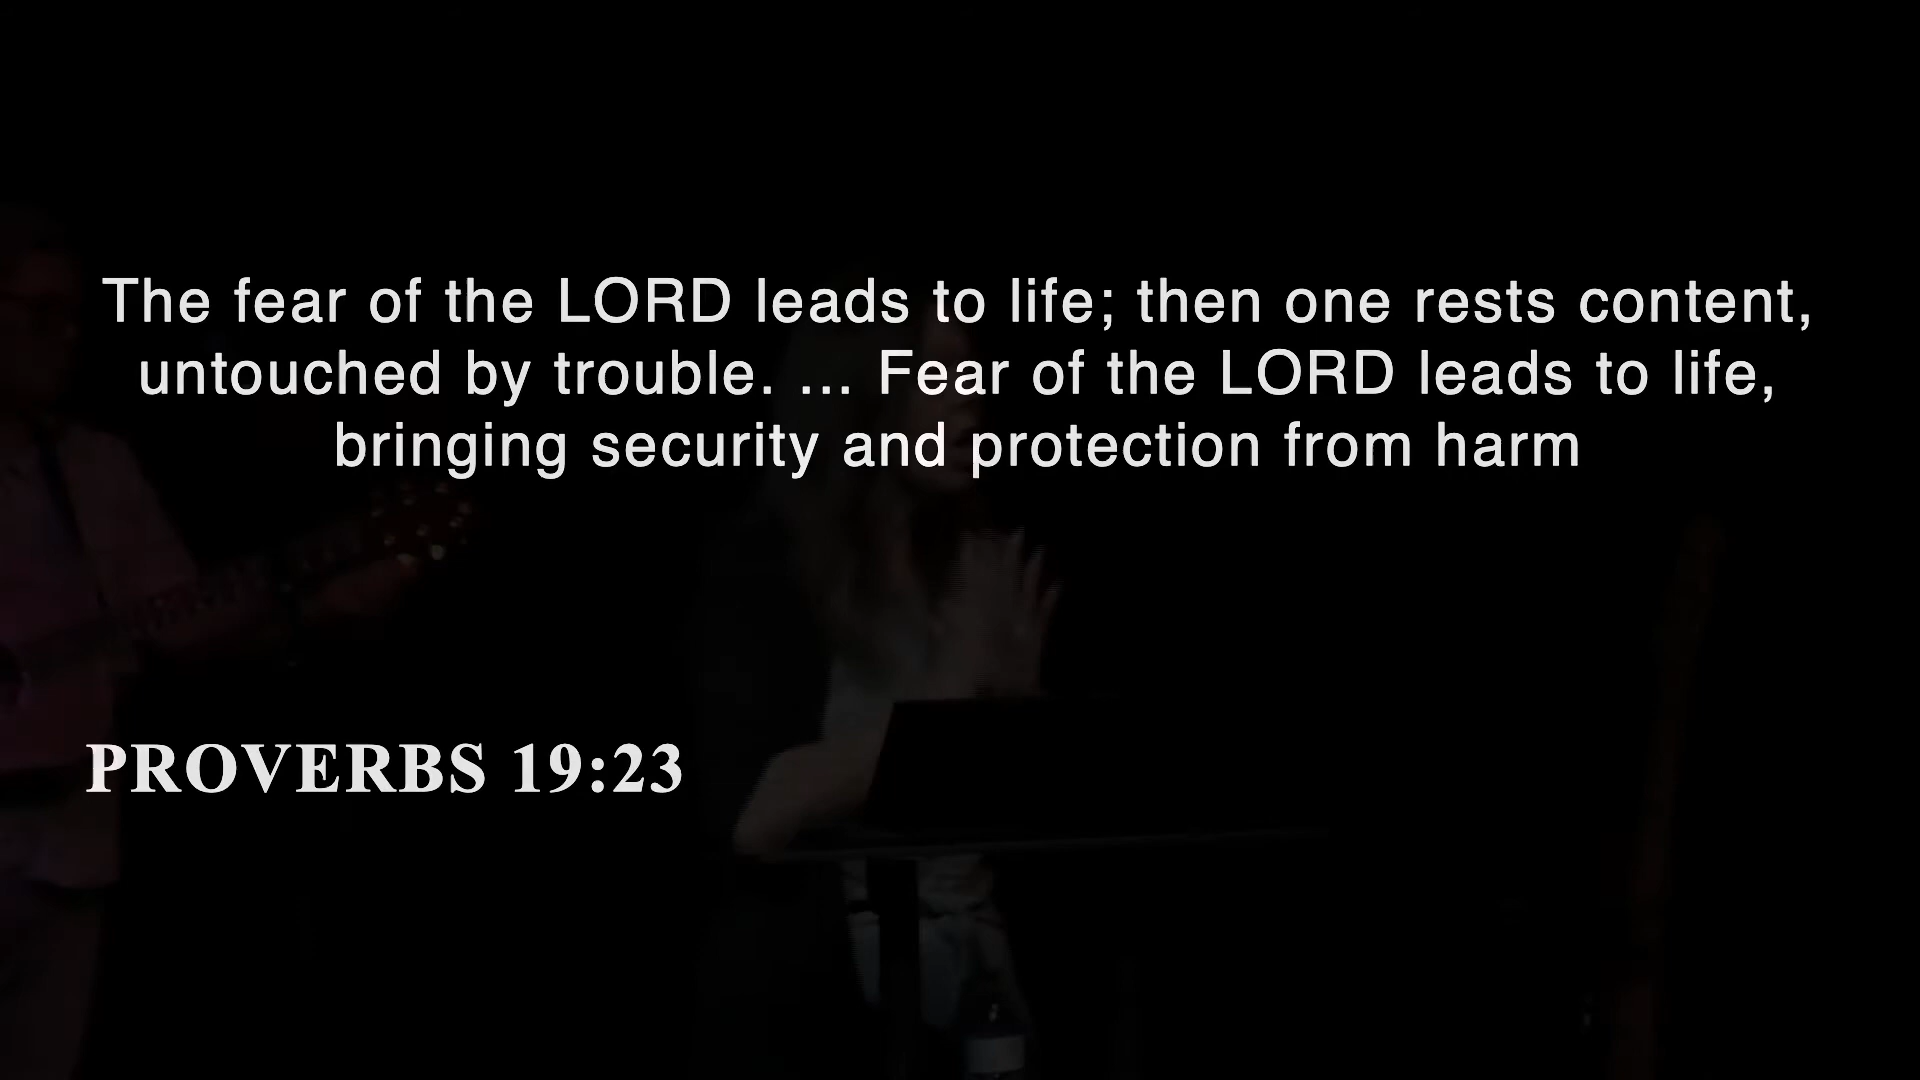 The fear of the LORD leads to life; then one rests content,
untouched by trouble. ... Fear of the LORD leads to life,
bringing security and protection from harm
PROVERBS 19:23